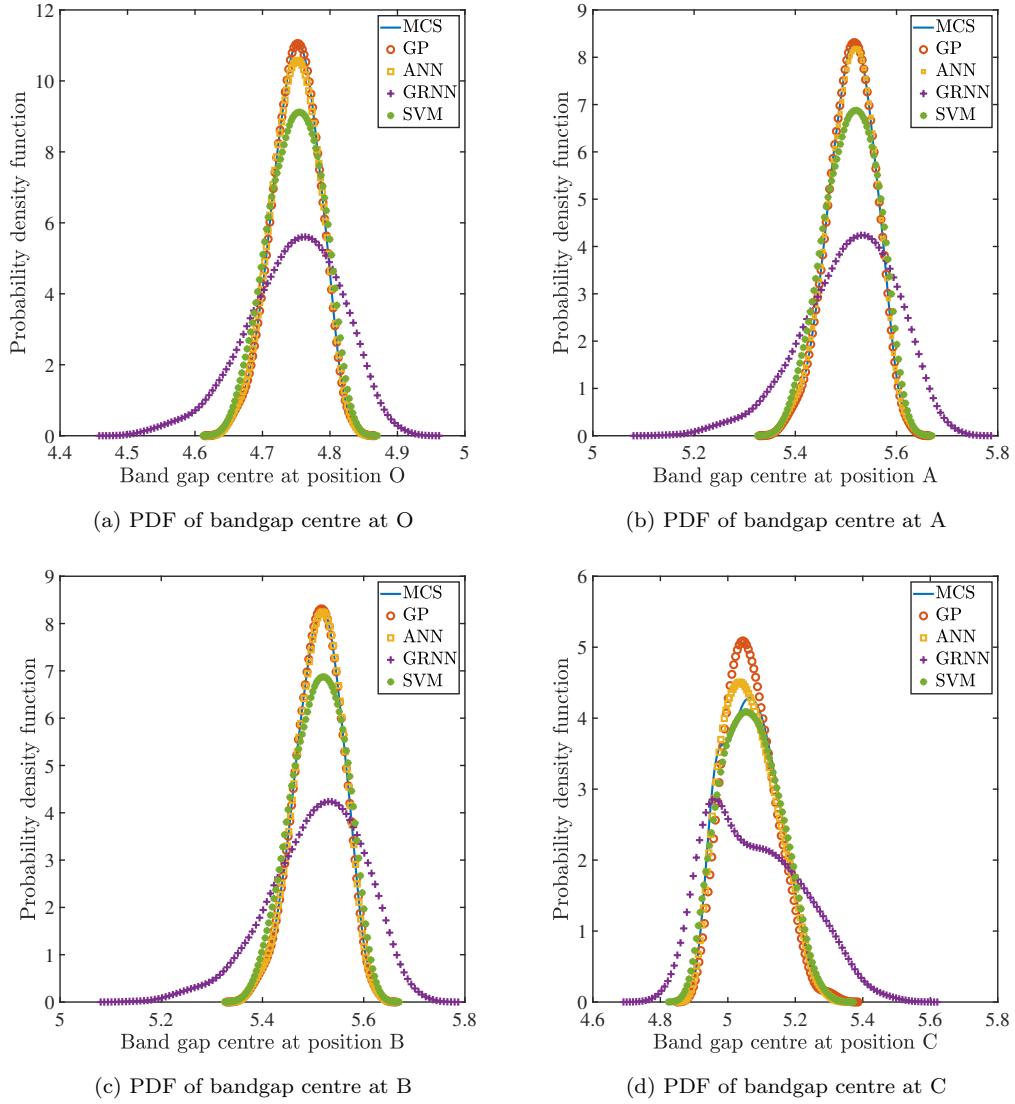 12
10
8
6
4
2
0
4.4
4.5
4.6
4.7
4.8
4.9
5
Probability density function
Band gap centre at position O
MCS
GP
ANN
GRNN
SVM
(a) PDF of bandgap centre at O
9
8
7
6
5
4
3
2
1
0
5
5.2
5.4
5.6
5.8
Probability density function
Band gap centre at position A
MCS
GP
ANN
GRNN
SVM
(b) PDF of bandgap centre at A
9
8
7
6
5
4
3
2
1
0
5
5.2
5.4
5.6
5.8
Probability density function
Band gap centre at position B
MCS
GP
ANN
GRNN
SVM
(c) PDF of bandgap centre at B
6
5
4
3
2
1
0
4.6
4.8
5
5.2
5.4
5.6
5.8
Probability density function
Band gap centre at position C
MCS
GP
ANN
GRNN
SVM
(d) PDF of bandgap centre at C